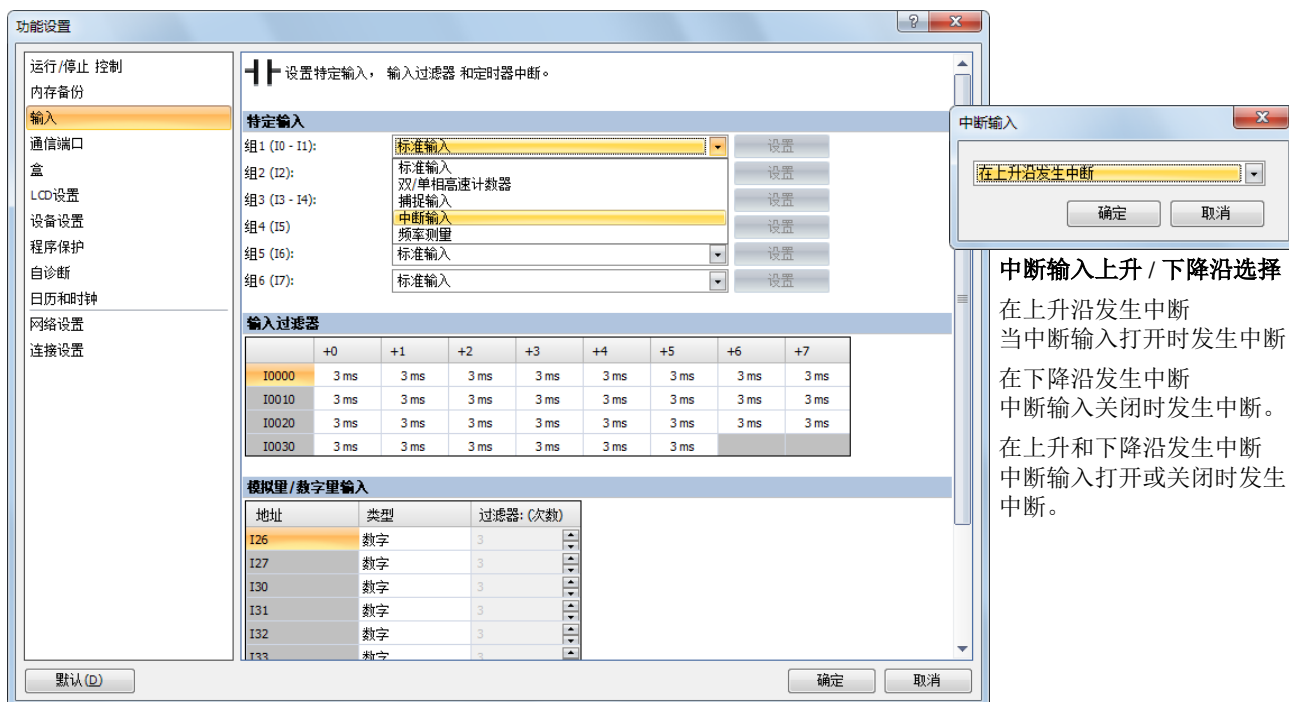 功能设置
运行/停止 控制
内存备份
输入
通信端口
盒
LCD设置
设备设置
程序保护
自诊断
日历和时钟
网络设置
连接设置
设置特定输入， 输入过滤器 和定时器中断。
特定输入
组1 (I0 - I1): 标准输入 设置
标准输入
双/单相高速计数器
捕捉输入
中断输入
频率测量
组2 (I2): 设置
组3 (I3 - I4): 设置
组4 (I5) 设置
组5 (I6): 标准输入 设置
组6 (I7): 标准输入 设置
输入过滤器
+0 +1 +2 +3 +4 +5 +6 +7
I0000 3 ms 3 ms 3 ms 3 ms 3 ms 3 ms 3 ms 3 ms
I0010 3 ms 3 ms 3 ms 3 ms 3 ms 3 ms 3 ms 3 ms
I0020 3 ms 3 ms 3 ms 3 ms 3 ms 3 ms 3 ms 3 ms
I0030 3 ms 3 ms 3 ms 3 ms 3 ms 3 ms
模拟里/数字里输入
地址 类型 过滤器: (次数)
I26 数字 3
I27 数字 3
I30 数字 3
I31 数字 3
I32 数字 3
I33 数字 3
默认(D) 确定 取消
中断输入
在上升沿发生中断
确定 取消
中断输入上升 / 下降沿选择
在上升沿发生中断
当中断输入打开时发生中断
在下降沿发生中断
中断输入关闭时发生中断。
在上升和下降沿发生中断
中断输入打开或关闭时发生
中断。